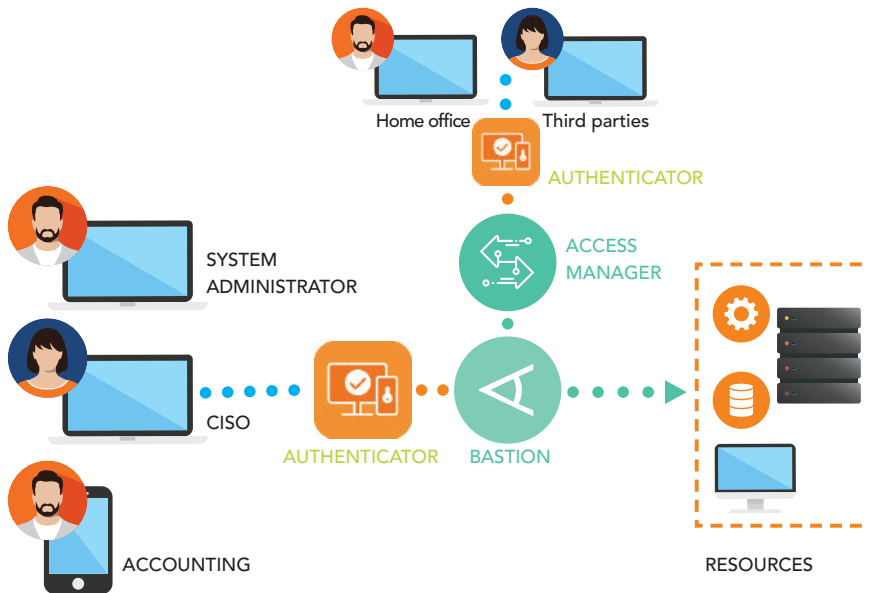 Home office
Third parties
AUTHENTICATOR
ACCESS
MANAGER
SYSTEM
ADMINISTRATOR
CISO
AUTHENTICATOR
BASTION
ACCOUNTING
RESOURCES